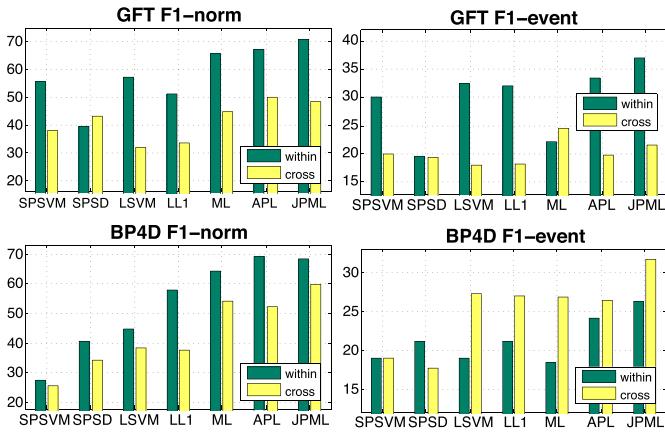 GFT F1-norm
70
60
50
40
30
20
within
cross
SPSVM SPSD LSVM LL1 ML APL JPML
GFT F1-event
40
35
30
25
20
15
within
cross
SPSVM SPSD LSVM LL1 ML APL JPML
BP4D F1-norm
70
60
50
40
30
20
within
cross
SPSVM SPSD LSVM LL1 ML APL JPML
BP4D F1-event
30
25
20
15
within
cross
SPSVM SPSD LSVM LL1 ML APL JPML